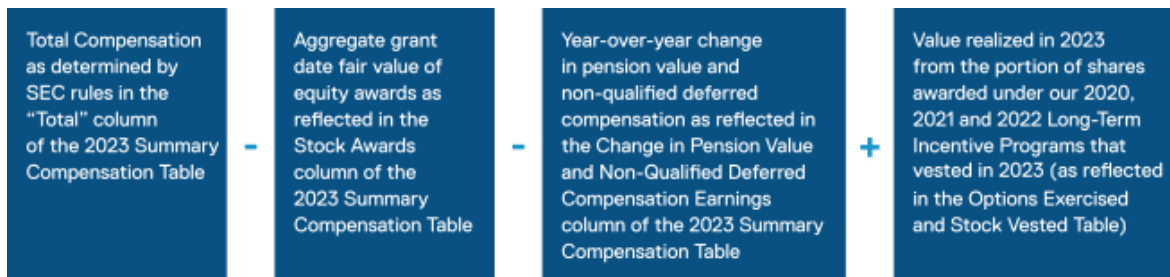 Total Compensation
as determined by
SEC rules in the
“Total” column
of the 2023 Summary
Compensation Table
-
Aggregate grant
date fair value of
equity awards as
reflected in the
Stock Awards
column of the
2023 Summary
Compensation Table
-
Year-over-year change
in pension value and
non-qualified deferred
compensation as reflected in
the Change in Pension Value
and Non-Qualified Deferred
Compensation Earnings
column of the 2023 Summary
Compensation Table
+
Value realized in 2023
from the portion of shares
awarded under our 2020,
2021 and 2022 Long-Term
Incentive Programs that
vested in 2023 (as reflected
in the Options Exercised
and Stock Vested Table)